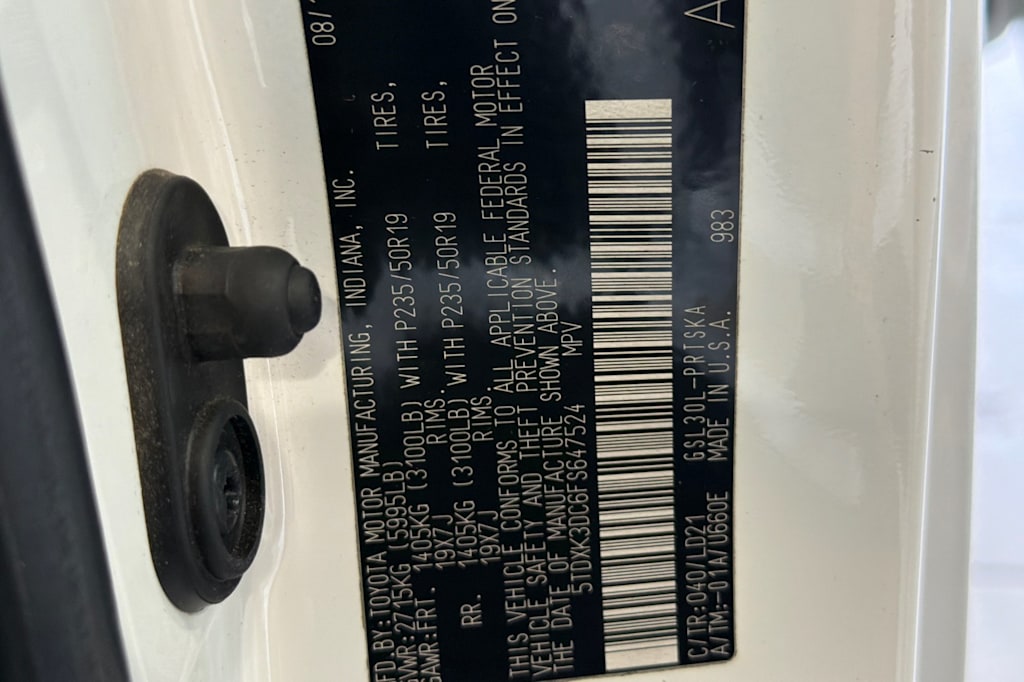 MFD.BY:TOYOTA MOTOR MANUFACTURING, INDIANA, INC. 08/
GVWR:2715KG (5995LB)
GAWR:FRT. 1405KG (3100LB) WITH P235/50R19 TIRES,
19X7J RIMS.
RR. 1405KG (3100LB) WITH P235/50R19 TIRES,
19X7J RIMS.
THIS VEHICLE CONFORMS TO ALL APPLICABLE FEDERAL MOTOR
VEHICLE SAFETY AND THEFT PREVENTION STANDARDS IN EFFECT ON
THE DATE OF MANUFACTURE SHOWN ABOVE.
5TDXK3DC6FS647524 MPV
C/TR:040/LD21 GSL30L-PRTSKA A
A/TM:-01A/U660E MADE IN U.S.A. 983